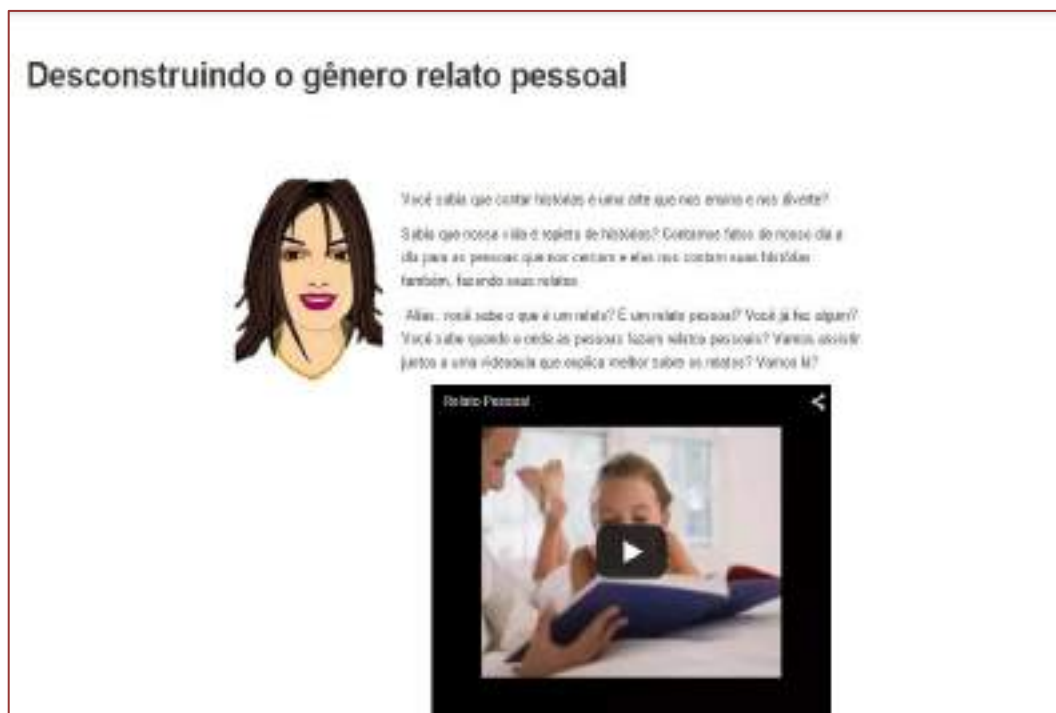 Desconstruindo o gênero relato pessoal
Você sabia que contar histórias é uma arte que nos ensina e nos diverte?
Sabia que nossa vida é repleta de histórias? Contamos fatos de nosso dia a
dia para as pessoas que nos cercam e elas nos contam suas histórias
também, fazendo seus relatos
Alias, você sabe o que é um relato? E um relato pessoal? Você já fez algum?
Você sabe quando e onde as pessoas fazem relatos pessoais? Vamos assistir
juntos a uma videoaula que explica melhor sobre os relatos? Vamos lá?
Relato Pessoal